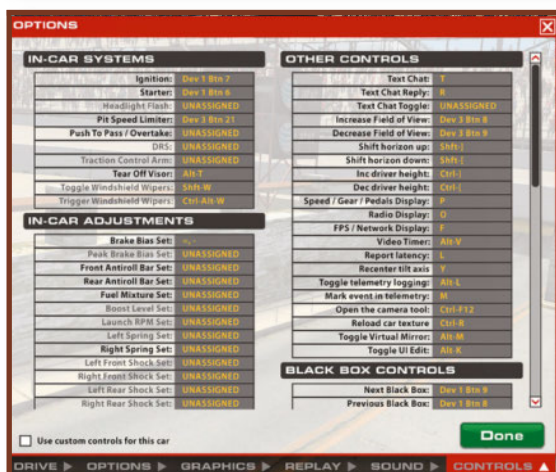 OPTIONS
IN-CAR SYSTEMS
Ignition: Dev 1 Btn 7
Starter: Dev 1 Btn 6
Headlight Flash: UNASSIGNED
Pit Speed Limiter: Dev 3 Btn 21
Push To Pass / Overtake: UNASSIGNED
DRS: UNASSIGNED
Traction Control Arm: UNASSIGNED
Tear Off Visor: Alt-T
Toggle Windshield Wipers: Shft-W
Trigger Windshield Wipers: Ctrl-Alt-W
IN-CAR ADJUSTMENTS
Brake Bias Set: =, -
Peak Brake Bias Set: UNASSIGNED
Front Antiroll Bar Set: UNASSIGNED
Rear Antiroll Bar Set: UNASSIGNED
Fuel Mixture Set: UNASSIGNED
Boost Level Set: UNASSIGNED
Launch RPM Set: UNASSIGNED
Left Spring Set: UNASSIGNED
Right Spring Set: UNASSIGNED
Left Front Shock Set: UNASSIGNED
Right Front Shock Set: UNASSIGNED
Left Rear Shock Set: UNASSIGNED
Right Rear Shock Set: UNASSIGNED
OTHER CONTROLS
Text Chat: T
Text Chat Reply: R
Text Chat Toggle: UNASSIGNED
Increase Field of View: Dev 3 Btn 8
Decrease Field of View: Dev 3 Btn 9
Shift horizon up: Shft-]
Shift horizon down: Shft-[
Inc driver height: Ctrl-]
Dec driver height: Ctrl-[
Speed / Gear / Pedals Display: P
Radio Display: O
FPS / Network Display: F
Video Timer: Alt-V
Report latency: L
Recenter tilt axis Y
Toggle telemetry logging: Alt-L
Mark event in telemetry: M
Open the camera tool: Ctrl-F12
Reload car texture Ctrl-R
Toggle Virtual Mirror: Alt-M
Toggle UI Edit: Alt-K
BLACK BOX CONTROLS
Next Black Box: Dev 1 Btn 9
Previous Black Box: Dev 1 Btn 8
Use custom controls for this car
Done
DRIVE OPTIONS GRAPHICS REPLAY SOUND CONTROLS